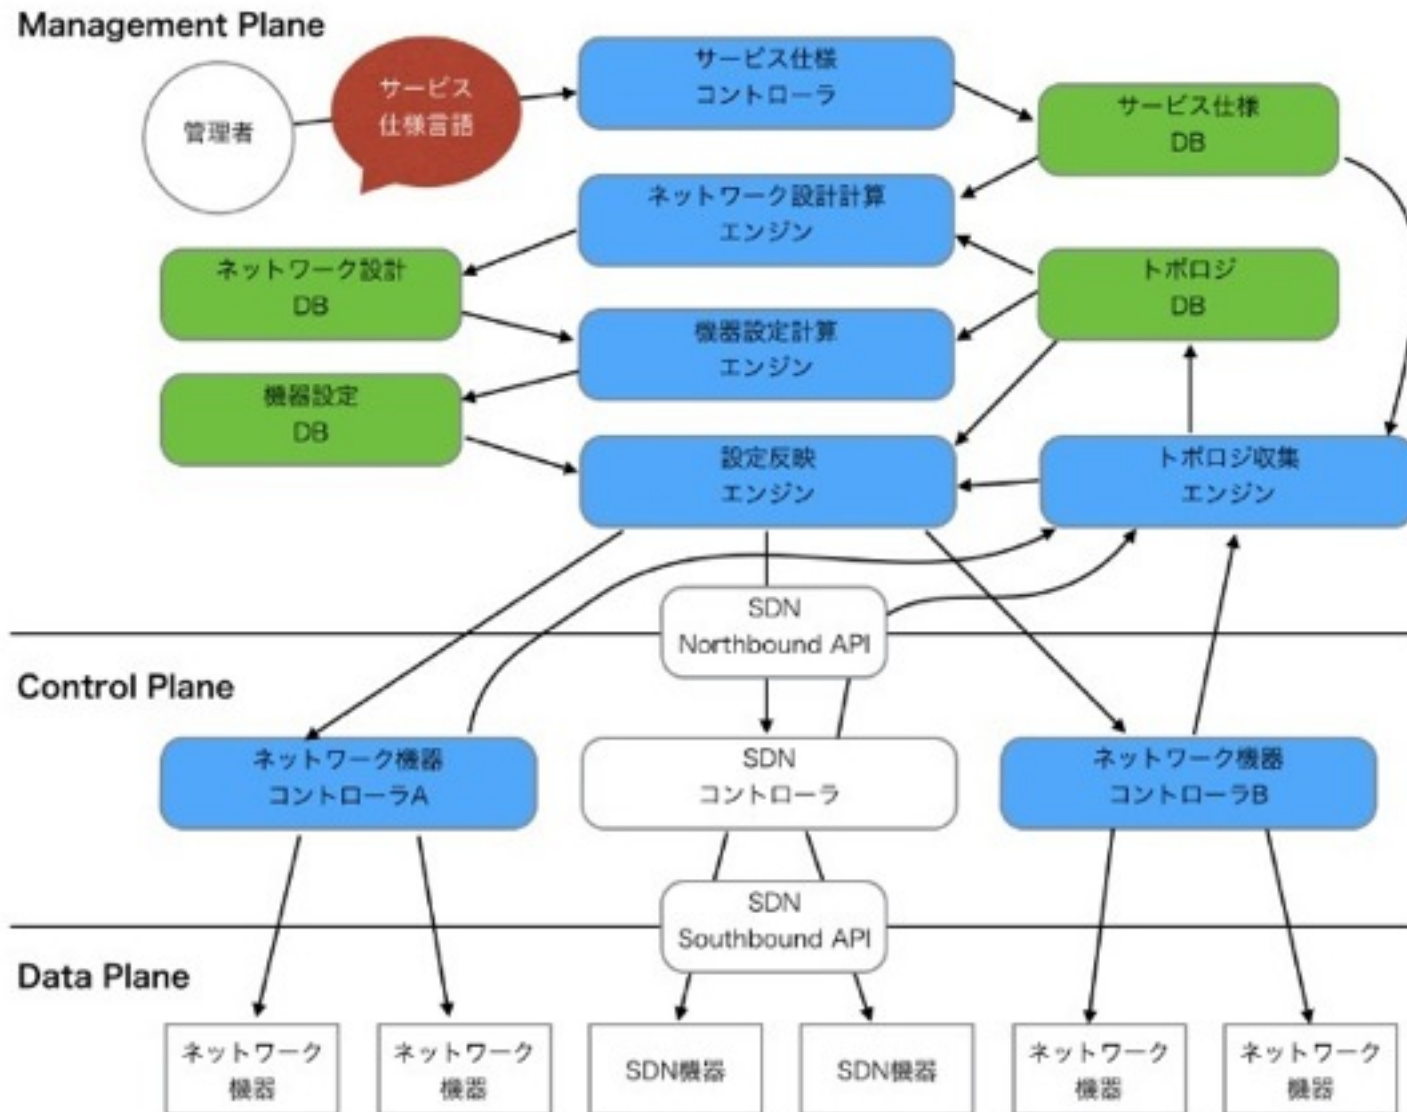 Management Plane
管理者
サービス
仕様言語
サービス仕様
コントローラ
サービス仕様
DB
ネットワーク設計計算
エンジン
ネットワーク設計
DB
トポロジ
DB
機器設定計算
エンジン
機器設定
DB
設定反映
エンジン
トポロジ収集
エンジン
SDN
Northbound API
Control Plane
ネットワーク機器
コントローラA
SDN
コントローラ
ネットワーク機器
コントローラB
SDN
Southbound API
Data Plane
ネットワーク
機器
ネットワーク
機器
SDN機器
SDN機器
ネットワーク
機器
ネットワーク
機器